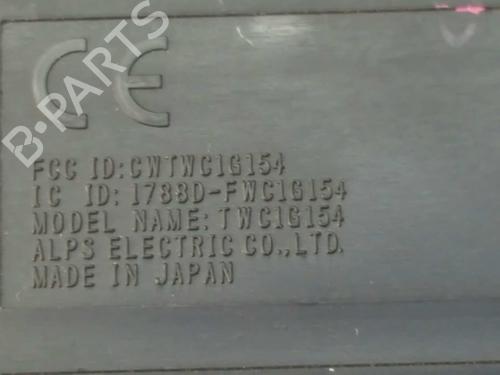 CE
B-PARTS
FCC ID:CWTWC1G154
IC ID:1788D-FWC1G154
MODEL NAME:TWC1G154
ALPS ELECTRIC CO.,LTD.
MADE IN JAPAN